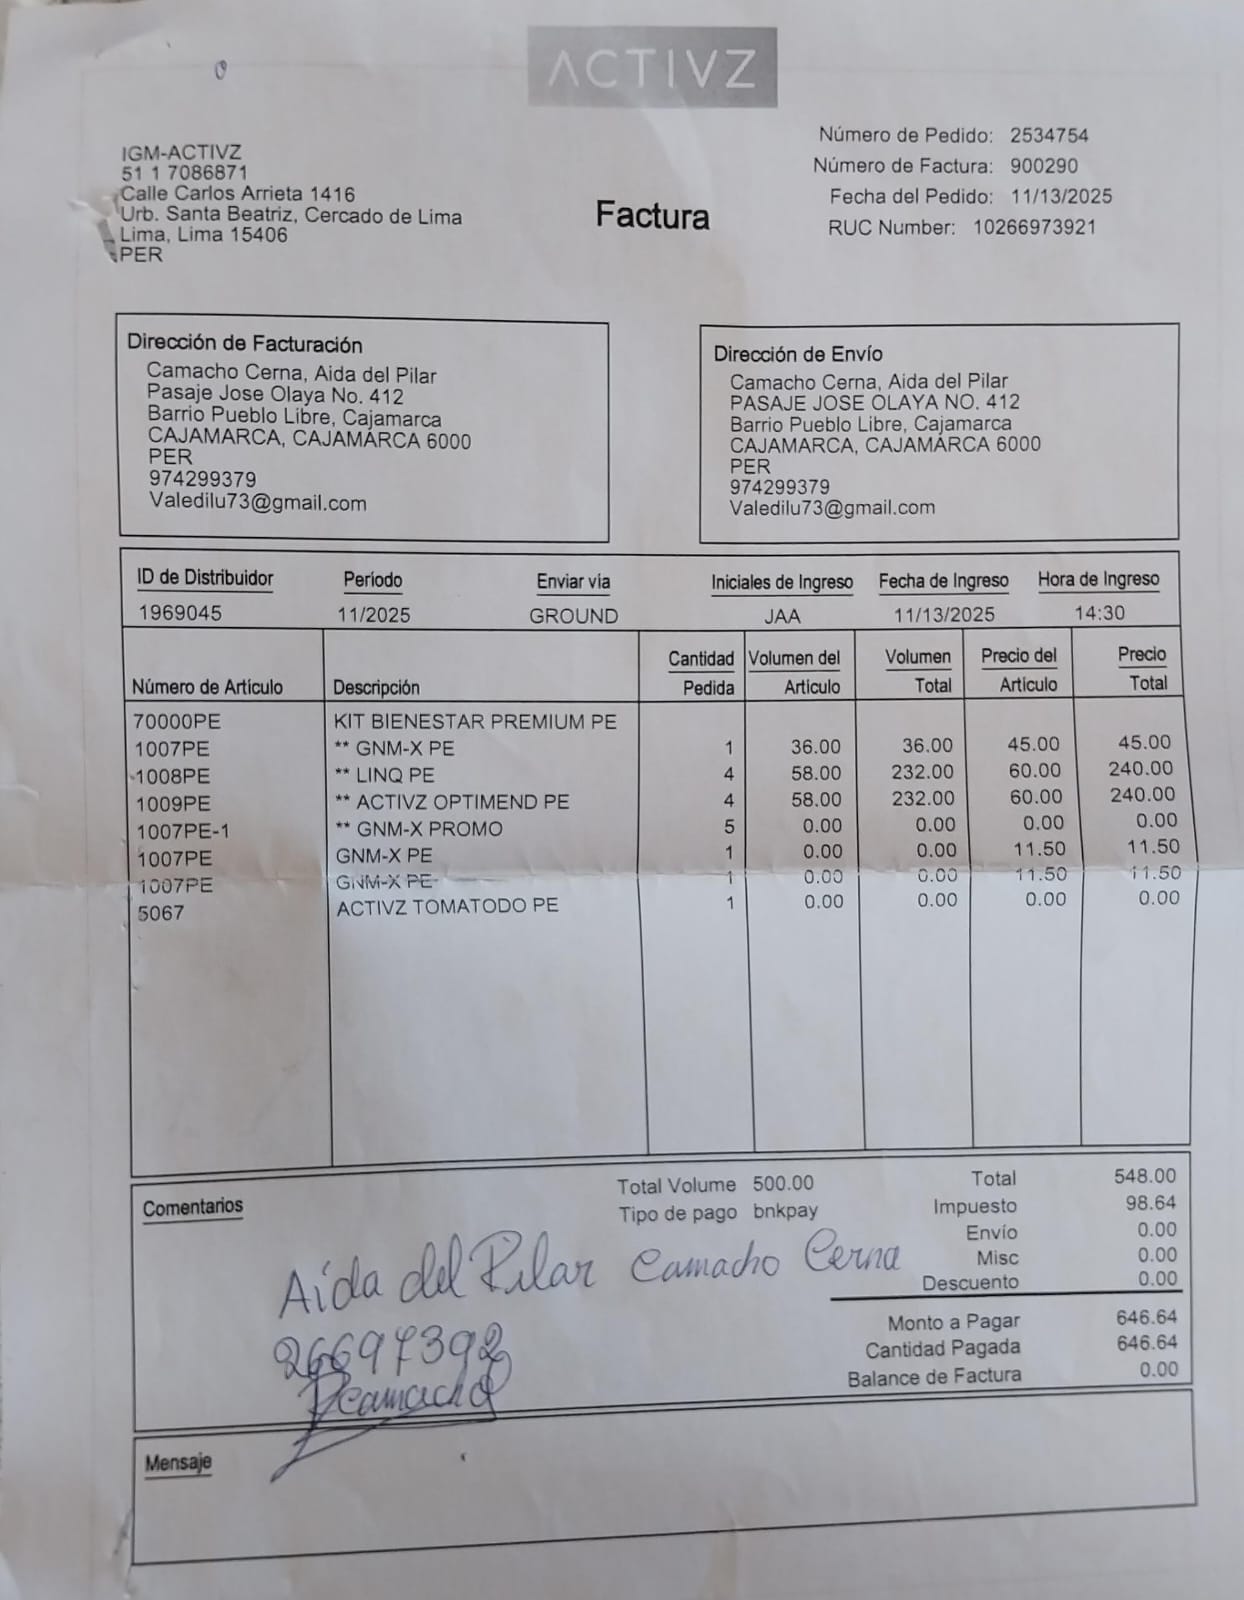 ACTIVZ
IGM-ACTIVZ
51 1 7086871
Calle Carlos Arrieta 1416
Urb. Santa Beatriz, Cercado de Lima
Lima, Lima 15406
PER
Factura
Número de Pedido: 2534754
Número de Factura: 900290
Fecha del Pedido: 11/13/2025
RUC Number: 10266973921
Dirección de Facturación
Camacho Cerna, Aida del Pilar
Pasaje Jose Olaya No. 412
Barrio Pueblo Libre, Cajamarca
CAJAMARCA, CAJAMARCA 6000
PER
974299379
Valedilu73@gmail.com
Dirección de Envío
Camacho Cerna, Aida del Pilar
PASAJE JOSE OLAYA NO. 412
Barrio Pueblo Libre, Cajamarca
CAJAMARCA, CAJAMARCA 6000
PER
974299379
Valedilu73@gmail.com
ID de Distribuidor Período Enviar vía Iniciales de Ingreso Fecha de Ingreso Hora de Ingreso
1969045 11/2025 GROUND JAA 11/13/2025 14:30
Cantidad Volumen del Volumen Precio del Precio
Número de Artículo Descripción Pedida Artículo Total Artículo Total
70000PE KIT BIENESTAR PREMIUM PE
1007PE ** GNM-X PE 1 36.00 36.00 45.00 45.00
1008PE ** LINQ PE 4 58.00 232.00 60.00 240.00
1009PE ** ACTIVZ OPTIMEND PE 4 58.00 232.00 60.00 240.00
1007PE-1 ** GNM-X PROMO 5 0.00 0.00 0.00 0.00
1007PE GNM-X PE 1 0.00 0.00 11.50 11.50
1007PE GNM-X PE 1 0.00 0.00 11.50 11.50
5067 ACTIVZ TOMATODO PE 1 0.00 0.00 0.00 0.00
Comentarios
Total Volume 500.00
Tipo de pago bnkpay
Total 548.00
Impuesto 98.64
Envío 0.00
Misc 0.00
Descuento 0.00
Monto a Pagar 646.64
Cantidad Pagada 646.64
Balance de Factura 0.00
Aída del Pilar Camacho Cerna
26697392
Pcamacho
Mensaje